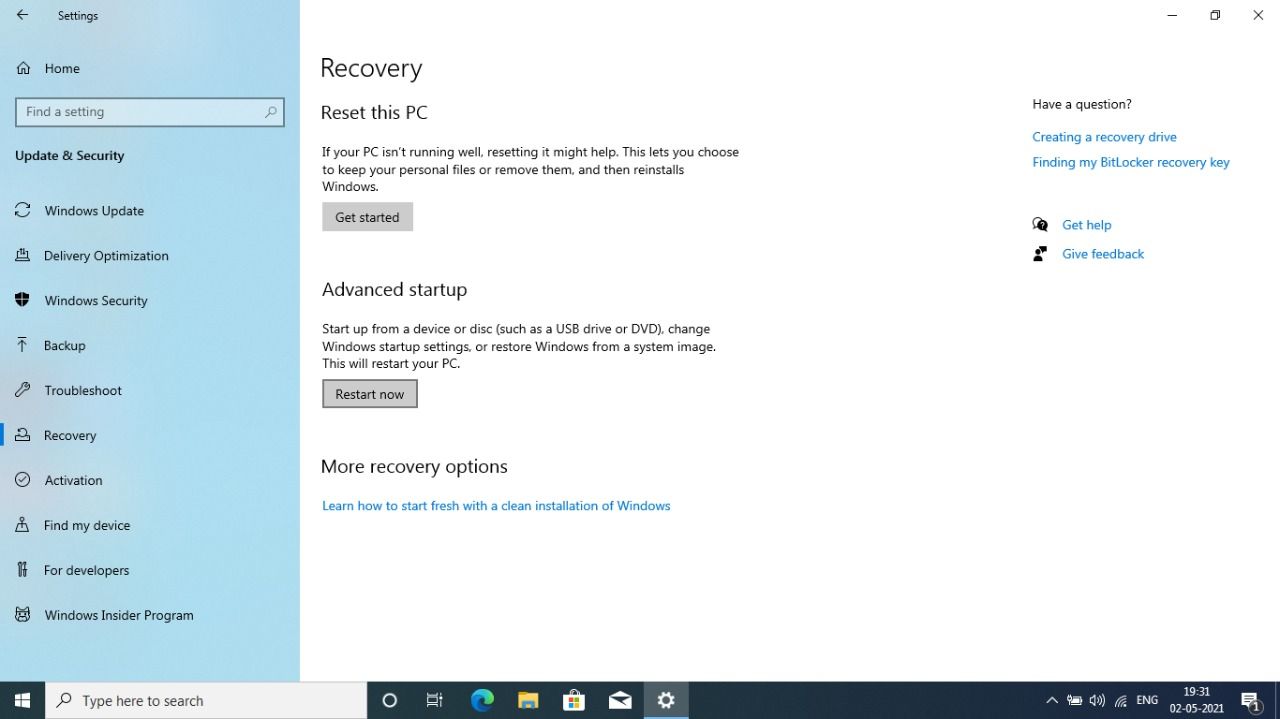 Settings
Home
Find a setting
Update & Security
Windows Update
Delivery Optimization
Windows Security
Backup
Troubleshoot
Recovery
Activation
Find my device
For developers
Windows Insider Program
Recovery
Reset this PC
If your PC isn't running well, resetting it might help. This lets you choose
to keep your personal files or remove them, and then reinstalls
Windows.
Get started
Advanced startup
Start up from a device or disc (such as a USB drive or DVD), change
Windows startup settings, or restore Windows from a system image.
This will restart your PC.
Restart now
More recovery options
Learn how to start fresh with a clean installation of Windows
Have a question?
Creating a recovery drive
Finding my BitLocker recovery key
Get help
Give feedback
Type here to search
ENG
19:31
02-05-2021
1